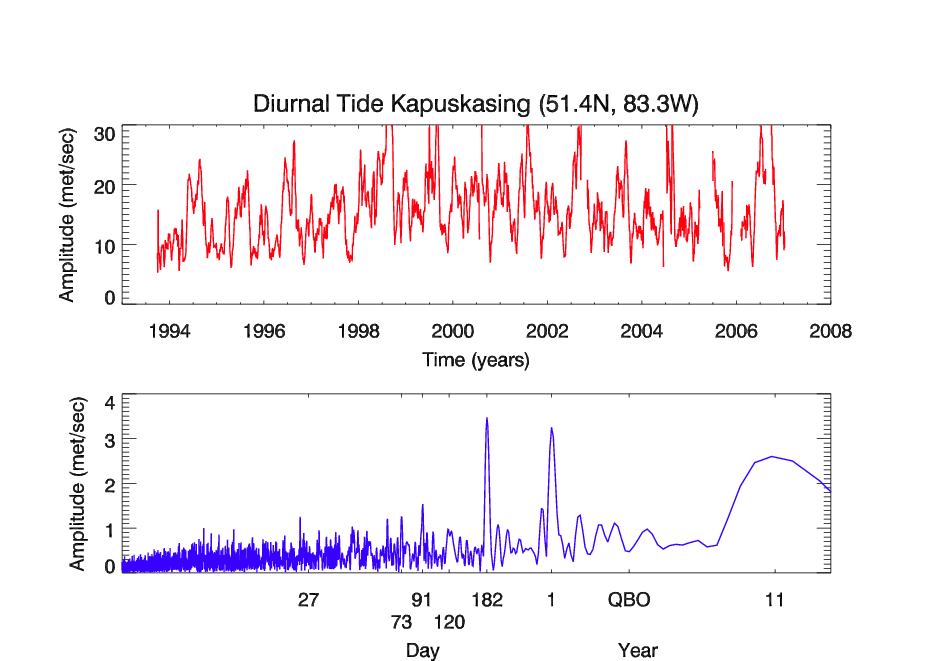 Diurnal Tide Kapuskasing (51.4N, 83.3W)
30
20
10
0
Amplitude (met/sec)
1994 1996 1998 2000 2002 2004 2006 2008
Time (years)
4
3
2
1
0
Amplitude (met/sec)
27 91 182 1 QBO 11
73 120
Day Year